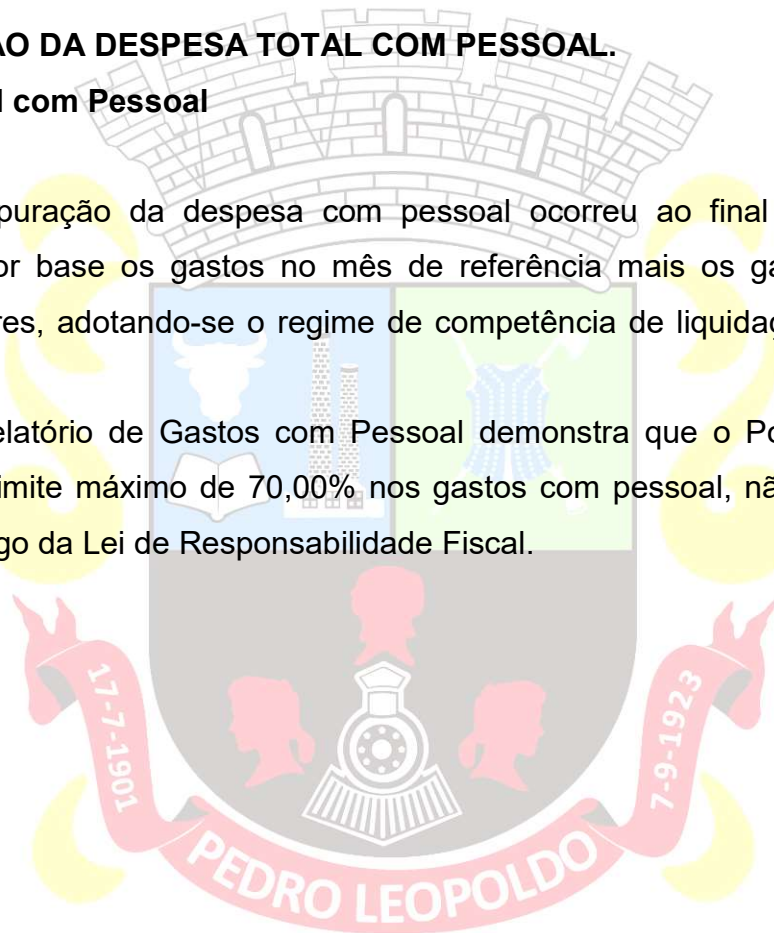 ÃO DA DESPESA TOTAL COM PESSOAL.
l com Pessoal
puração da despesa com pessoal ocorreu ao final
or base os gastos no mês de referência mais os ga
res, adotando-se o regime de competência de liquidaç
elatório de Gastos com Pessoal demonstra que o Po
imite máximo de 70,00% nos gastos com pessoal, nã
go da Lei de Responsabilidade Fiscal.
17-7-1901
7-9-1923
PEDRO LEOPOLDO